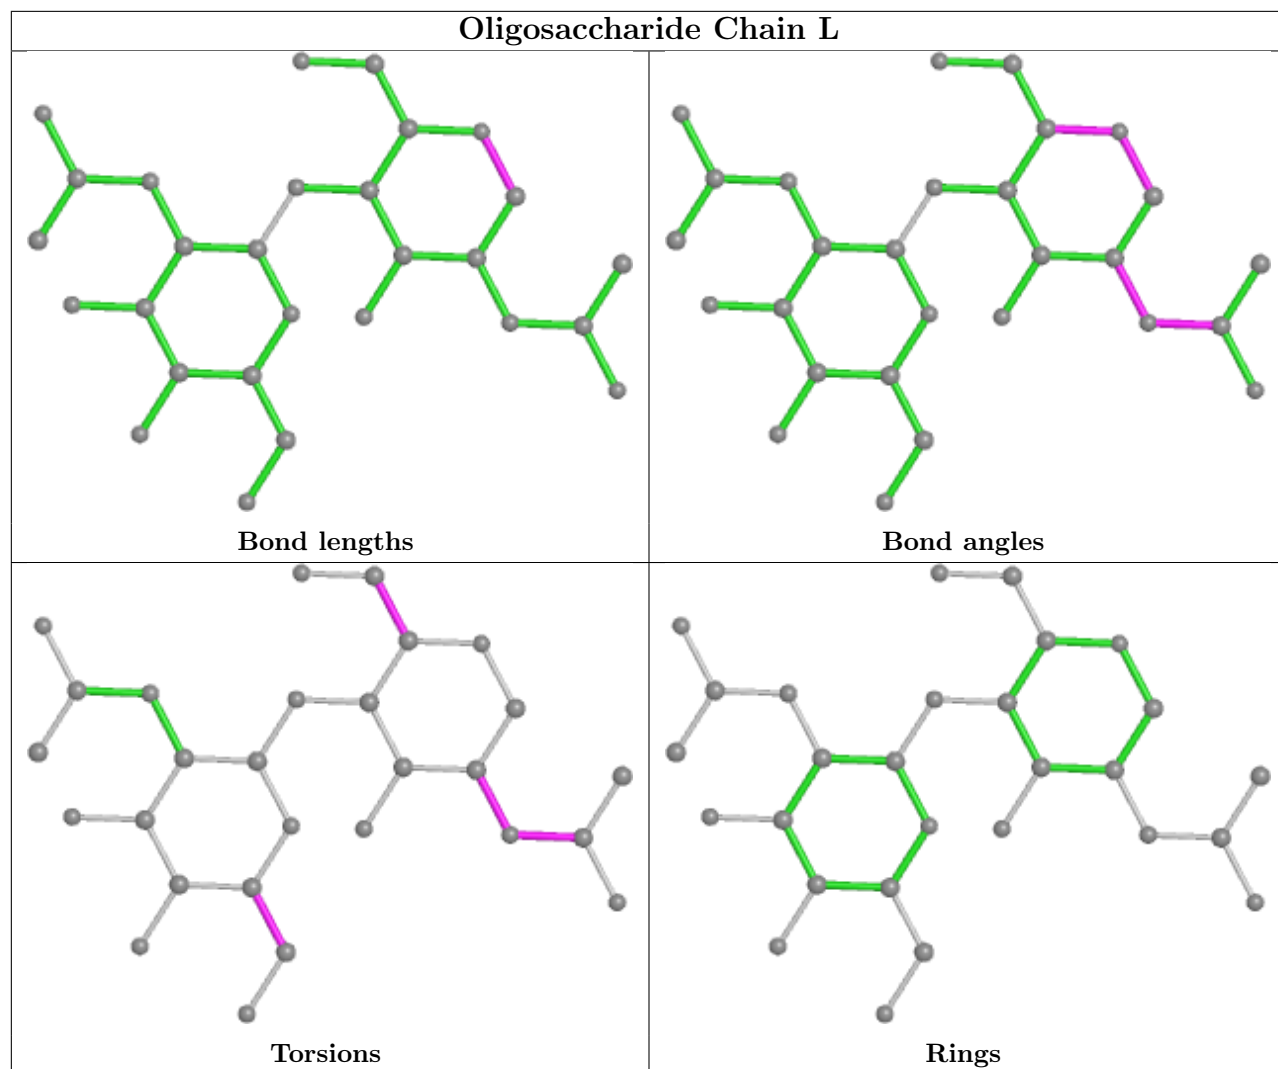 Oligosaccharide Chain L
Bond lengths
Bond angles
Torsions
Rings